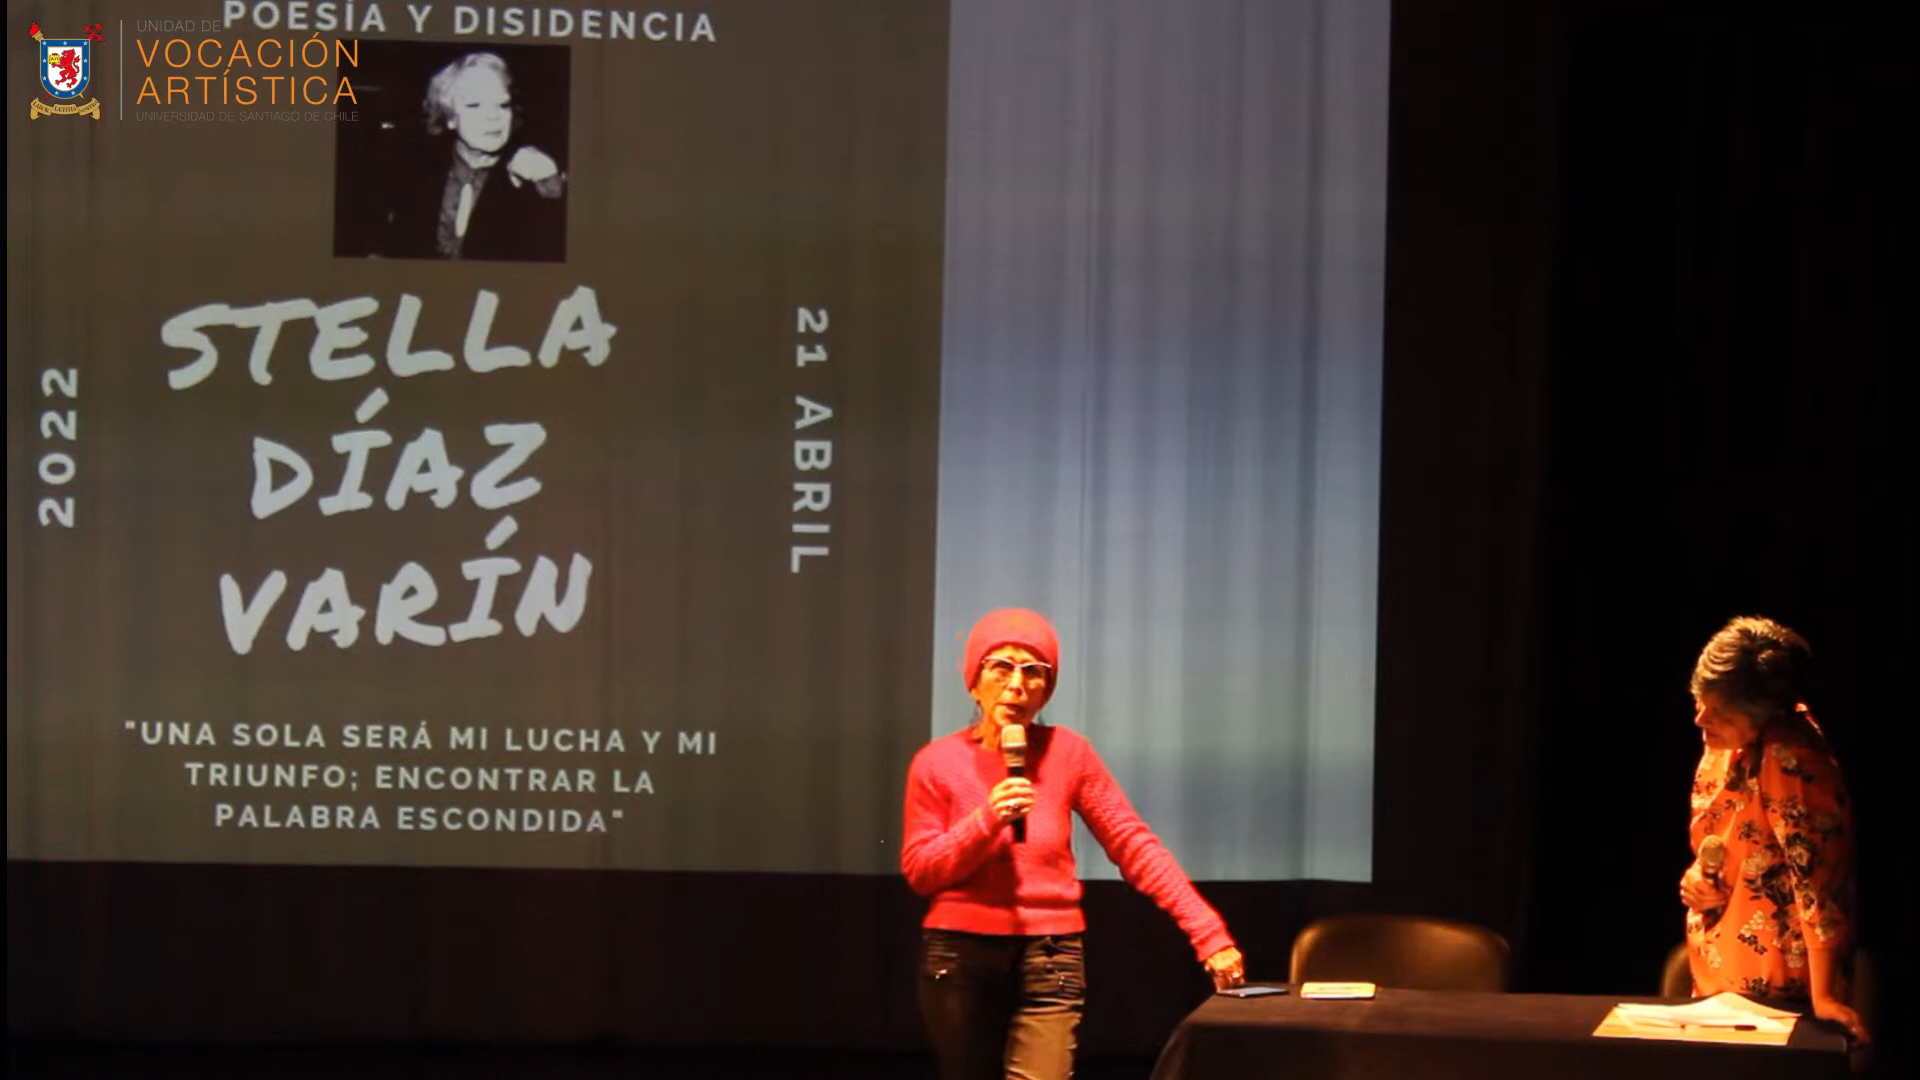 UNIDAD DE
VOCACIÓN
ARTÍSTICA
UNIVERSIDAD DE SANTIAGO DE CHILE
POESÍA Y DISIDENCIA
STELLA
DÍAZ
VARÍN
2022
21 ABRIL
"UNA SOLA SERÁ MI LUCHA Y MI
TRIUNFO; ENCONTRAR LA
PALABRA ESCONDIDA"